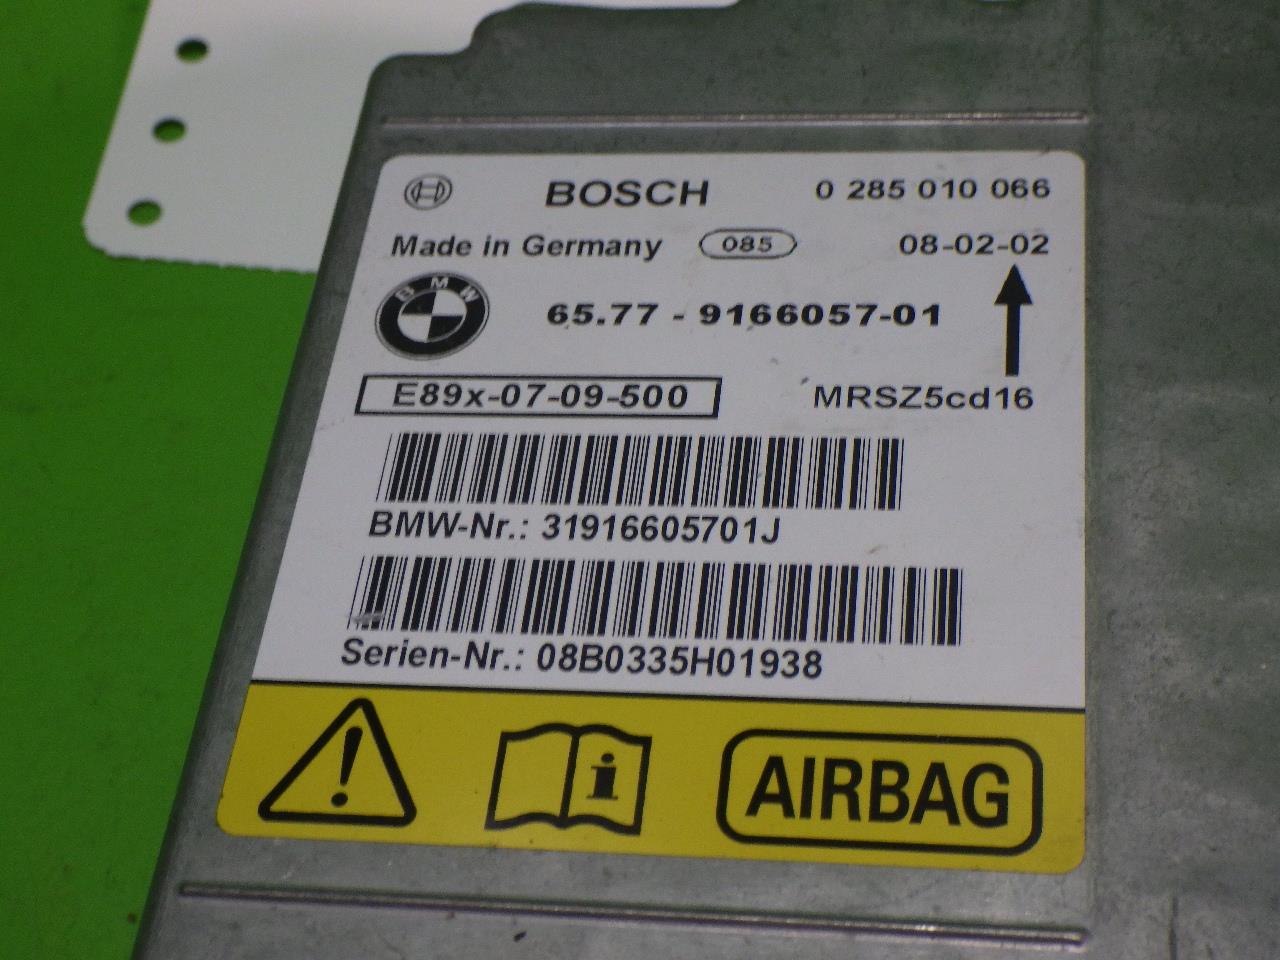 BOSCH 0 285 010 066
Made in Germany 085 08-02-02
BMW 65.77 - 9166057-01
E89x-07-09-500 MRSZ5cd16
BMW-Nr.: 31916605701J
Serien-Nr.: 08B0335H01938
AIRBAG